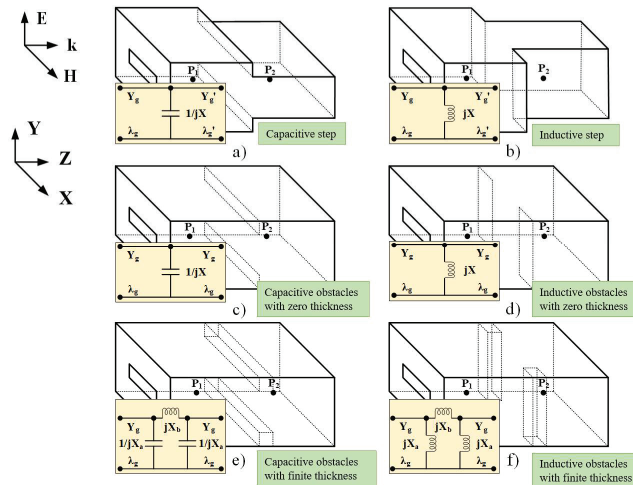 E
k
H
Y
Z
X
P1
P2
Yg
Yg'
1/jX
λg
λg'
a)
Capacitive step
P1
P2
Yg
Yg'
jX
λg
λg'
b)
Inductive step
P1
P2
Yg
Yg
1/jX
λg
λg
c)
Capacitive obstacles
with zero thickness
P1
P2
Yg
Yg
jX
λg
λg
d)
Inductive obstacles
with zero thickness
P1
P2
Yg
jXb
Yg
1/jXa
1/jXa
λg
λg
e)
Capacitive obstacles
with finite thickness
P1
P2
Yg
jXb
Yg
jXa
jXa
λg
λg
f)
Inductive obstacles
with finite thickness